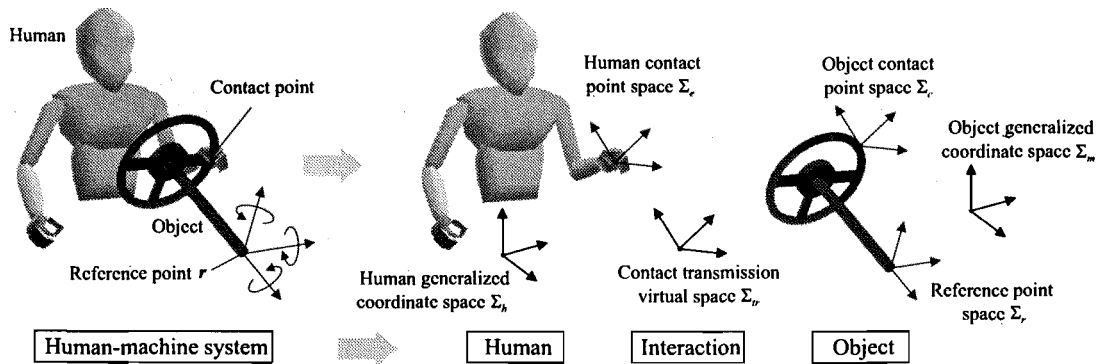 Human
Contact point
Object
Reference point r
Human-machine system
Human contact
point space Σe
Human generalized
coordinate space Σh
Contact transmission
virtual space Σtr
Object contact
point space Σc
Object generalized
coordinate space Σm
Reference point
space Σr
Human
Interaction
Object